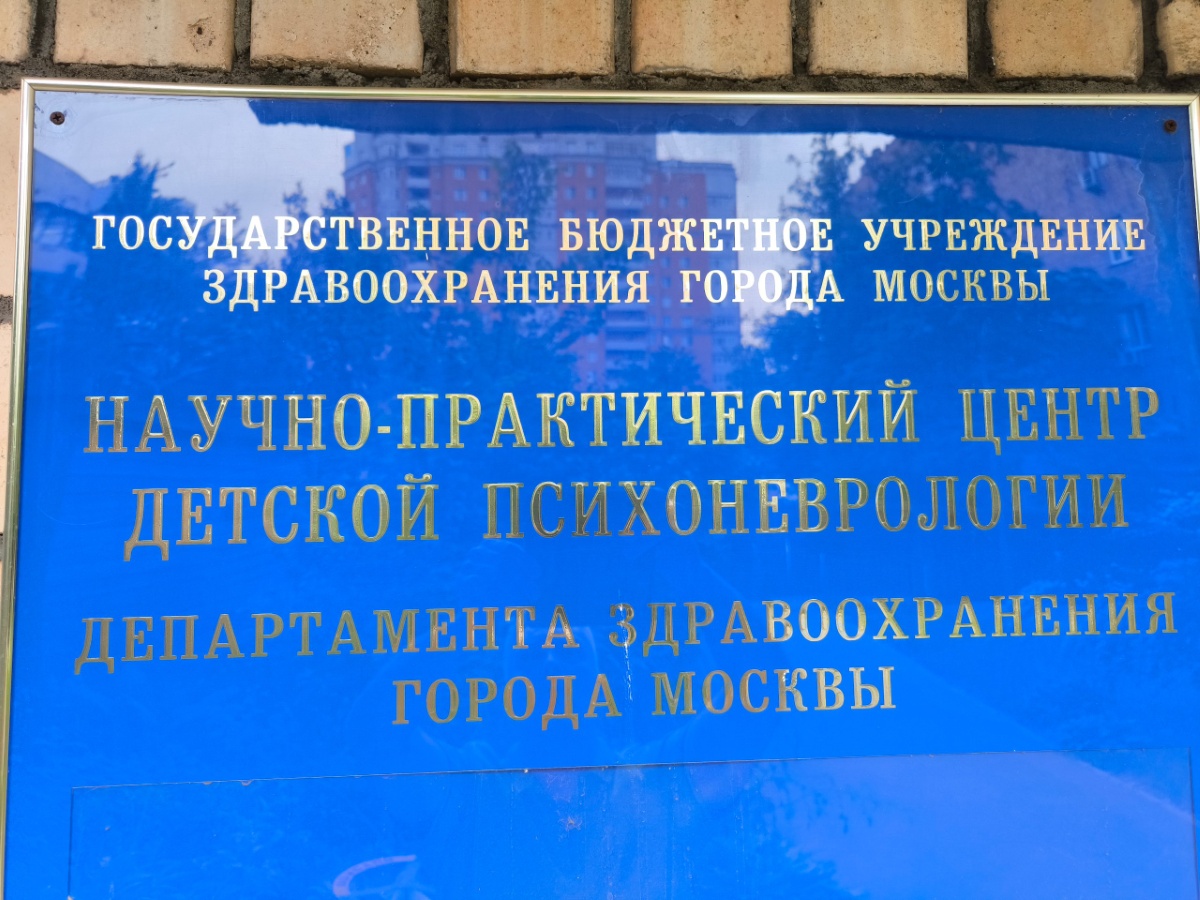 ГОСУДАРСТВЕННОЕ БЮДЖЕТНОЕ УЧРЕЖДЕНИЕ
ЗДРАВООХРАНЕНИЯ ГОРОДА МОСКВЫ
НАУЧНО-ПРАКТИЧЕСКИЙ ЦЕНТР
ДЕТСКОЙ ПСИХОНЕВРОЛОГИИ
ДЕПАРТАМЕНТА ЗДРАВООХРАНЕНИЯ
ГОРОДА МОСКВЫ